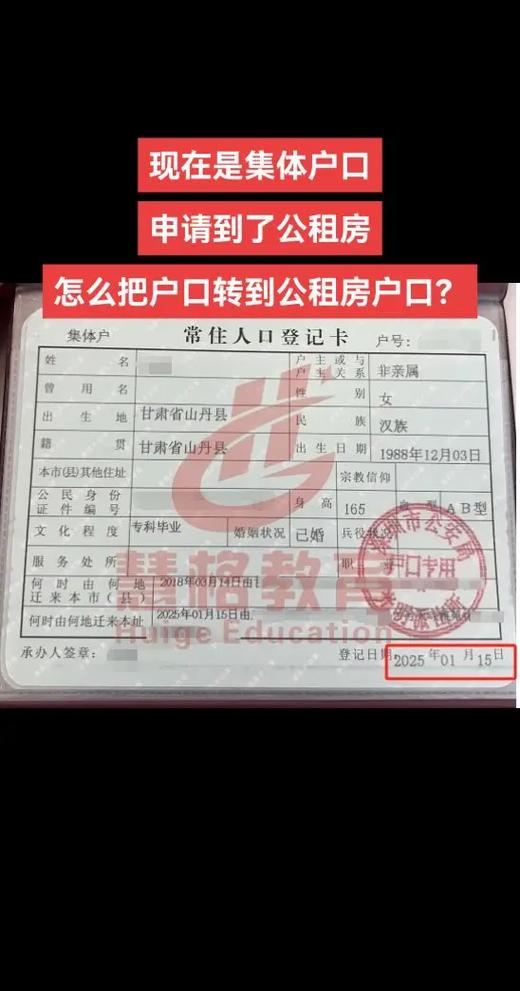 现在是集体户口
申请到了公租房
怎么把户口转到公租房户口?
集体户 常住人口登记卡 户号:
姓名 户主或与户主关系 非亲属
曾用名 性别 女
出生地 甘肃省山丹县 民族 汉族
籍贯 甘肃省山丹县 出生日期 1988年12月03日
本市(县)其他住址 宗教信仰
公民身份证件编号 身高 165 血型 AB型
文化程度 专科毕业 婚姻状况 已婚 兵役状况
服务处所 职业
何时由何地迁来本市(县) 2018年03月14日由
何时由何地迁来本址 2025年01月15日由
承办人签章: 登记日期: 2025年01月15日
慧格教育
Huige Education
圳市公安局
户口专用